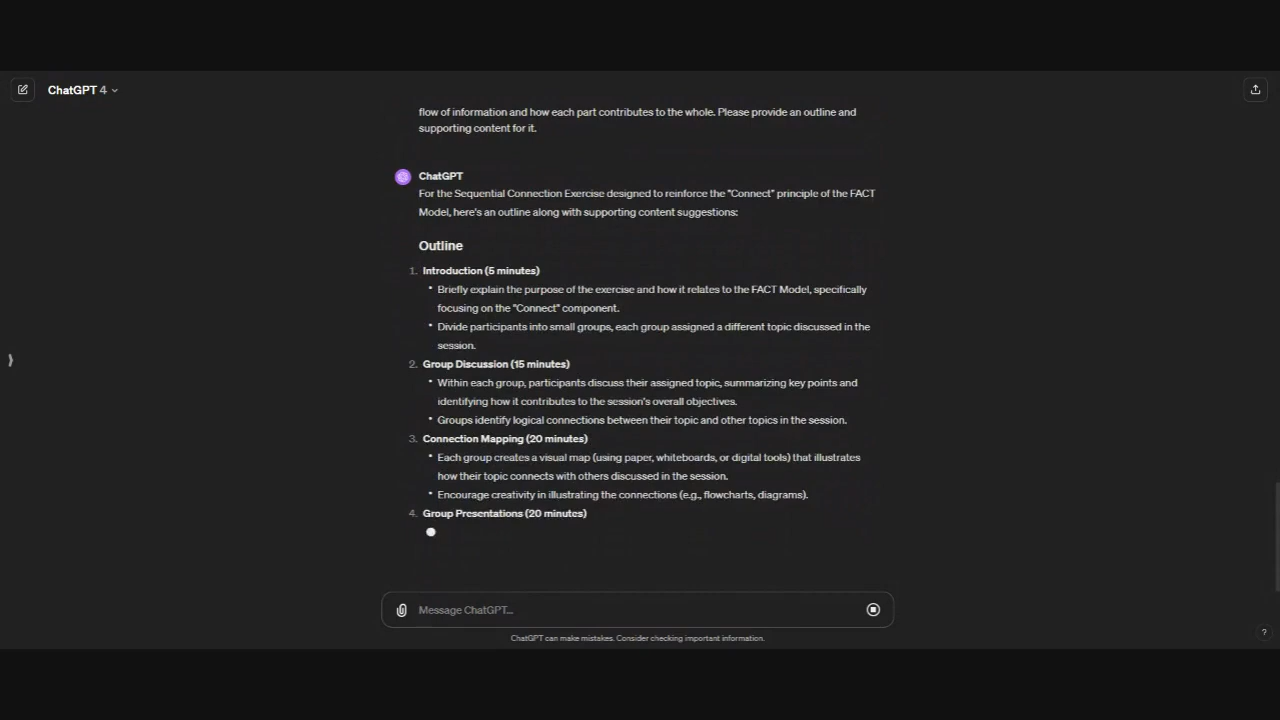 ChatGPT 4
flow of information and how each part contributes to the whole. Please provide an outline and
supporting content for it.
ChatGPT
For the Sequential Connection Exercise designed to reinforce the "Connect" principle of the FACT
Model, here's an outline along with supporting content suggestions:
Outline
1. Introduction (5 minutes)
• Briefly explain the purpose of the exercise and how it relates to the FACT Model, specifically
focusing on the "Connect" component.
• Divide participants into small groups, each group assigned a different topic discussed in the
session.
2. Group Discussion (15 minutes)
• Within each group, participants discuss their assigned topic, summarizing key points and
identifying how it contributes to the session's overall objectives.
• Groups identify logical connections between their topic and other topics in the session.
3. Connection Mapping (20 minutes)
• Each group creates a visual map (using paper, whiteboards, or digital tools) that illustrates
how their topic connects with others discussed in the session.
• Encourage creativity in illustrating the connections (e.g., flowcharts, diagrams).
4. Group Presentations (20 minutes)
Message ChatGPT...
ChatGPT can make mistakes. Consider checking important information.
?